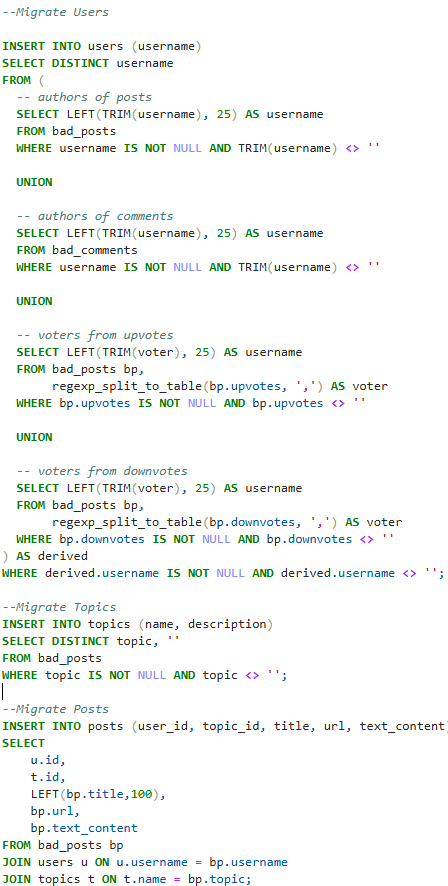 --Migrate Users
INSERT INTO users (username)
SELECT DISTINCT username
FROM (
-- authors of posts
SELECT LEFT(TRIM(username), 25) AS username
FROM bad_posts
WHERE username IS NOT NULL AND TRIM(username) <> ''
UNION
-- authors of comments
SELECT LEFT(TRIM(username), 25) AS username
FROM bad_comments
WHERE username IS NOT NULL AND TRIM(username) <> ''
UNION
-- voters from upvotes
SELECT LEFT(TRIM(voter), 25) AS username
FROM bad_posts bp,
regexp_split_to_table(bp.upvotes, ',') AS voter
WHERE bp.upvotes IS NOT NULL AND bp.upvotes <> ''
UNION
-- voters from downvotes
SELECT LEFT(TRIM(voter), 25) AS username
FROM bad_posts bp,
regexp_split_to_table(bp.downvotes, ',') AS voter
WHERE bp.downvotes IS NOT NULL AND bp.downvotes <> ''
) AS derived
WHERE derived.username IS NOT NULL AND derived.username <> '';
--Migrate Topics
INSERT INTO topics (name, description)
SELECT DISTINCT topic, ''
FROM bad_posts
WHERE topic IS NOT NULL AND topic <> '';
--Migrate Posts
INSERT INTO posts (user_id, topic_id, title, url, text_content)
SELECT
u.id,
t.id,
LEFT(bp.title,100),
bp.url,
bp.text_content
FROM bad_posts bp
JOIN users u ON u.username = bp.username
JOIN topics t ON t.name = bp.topic;